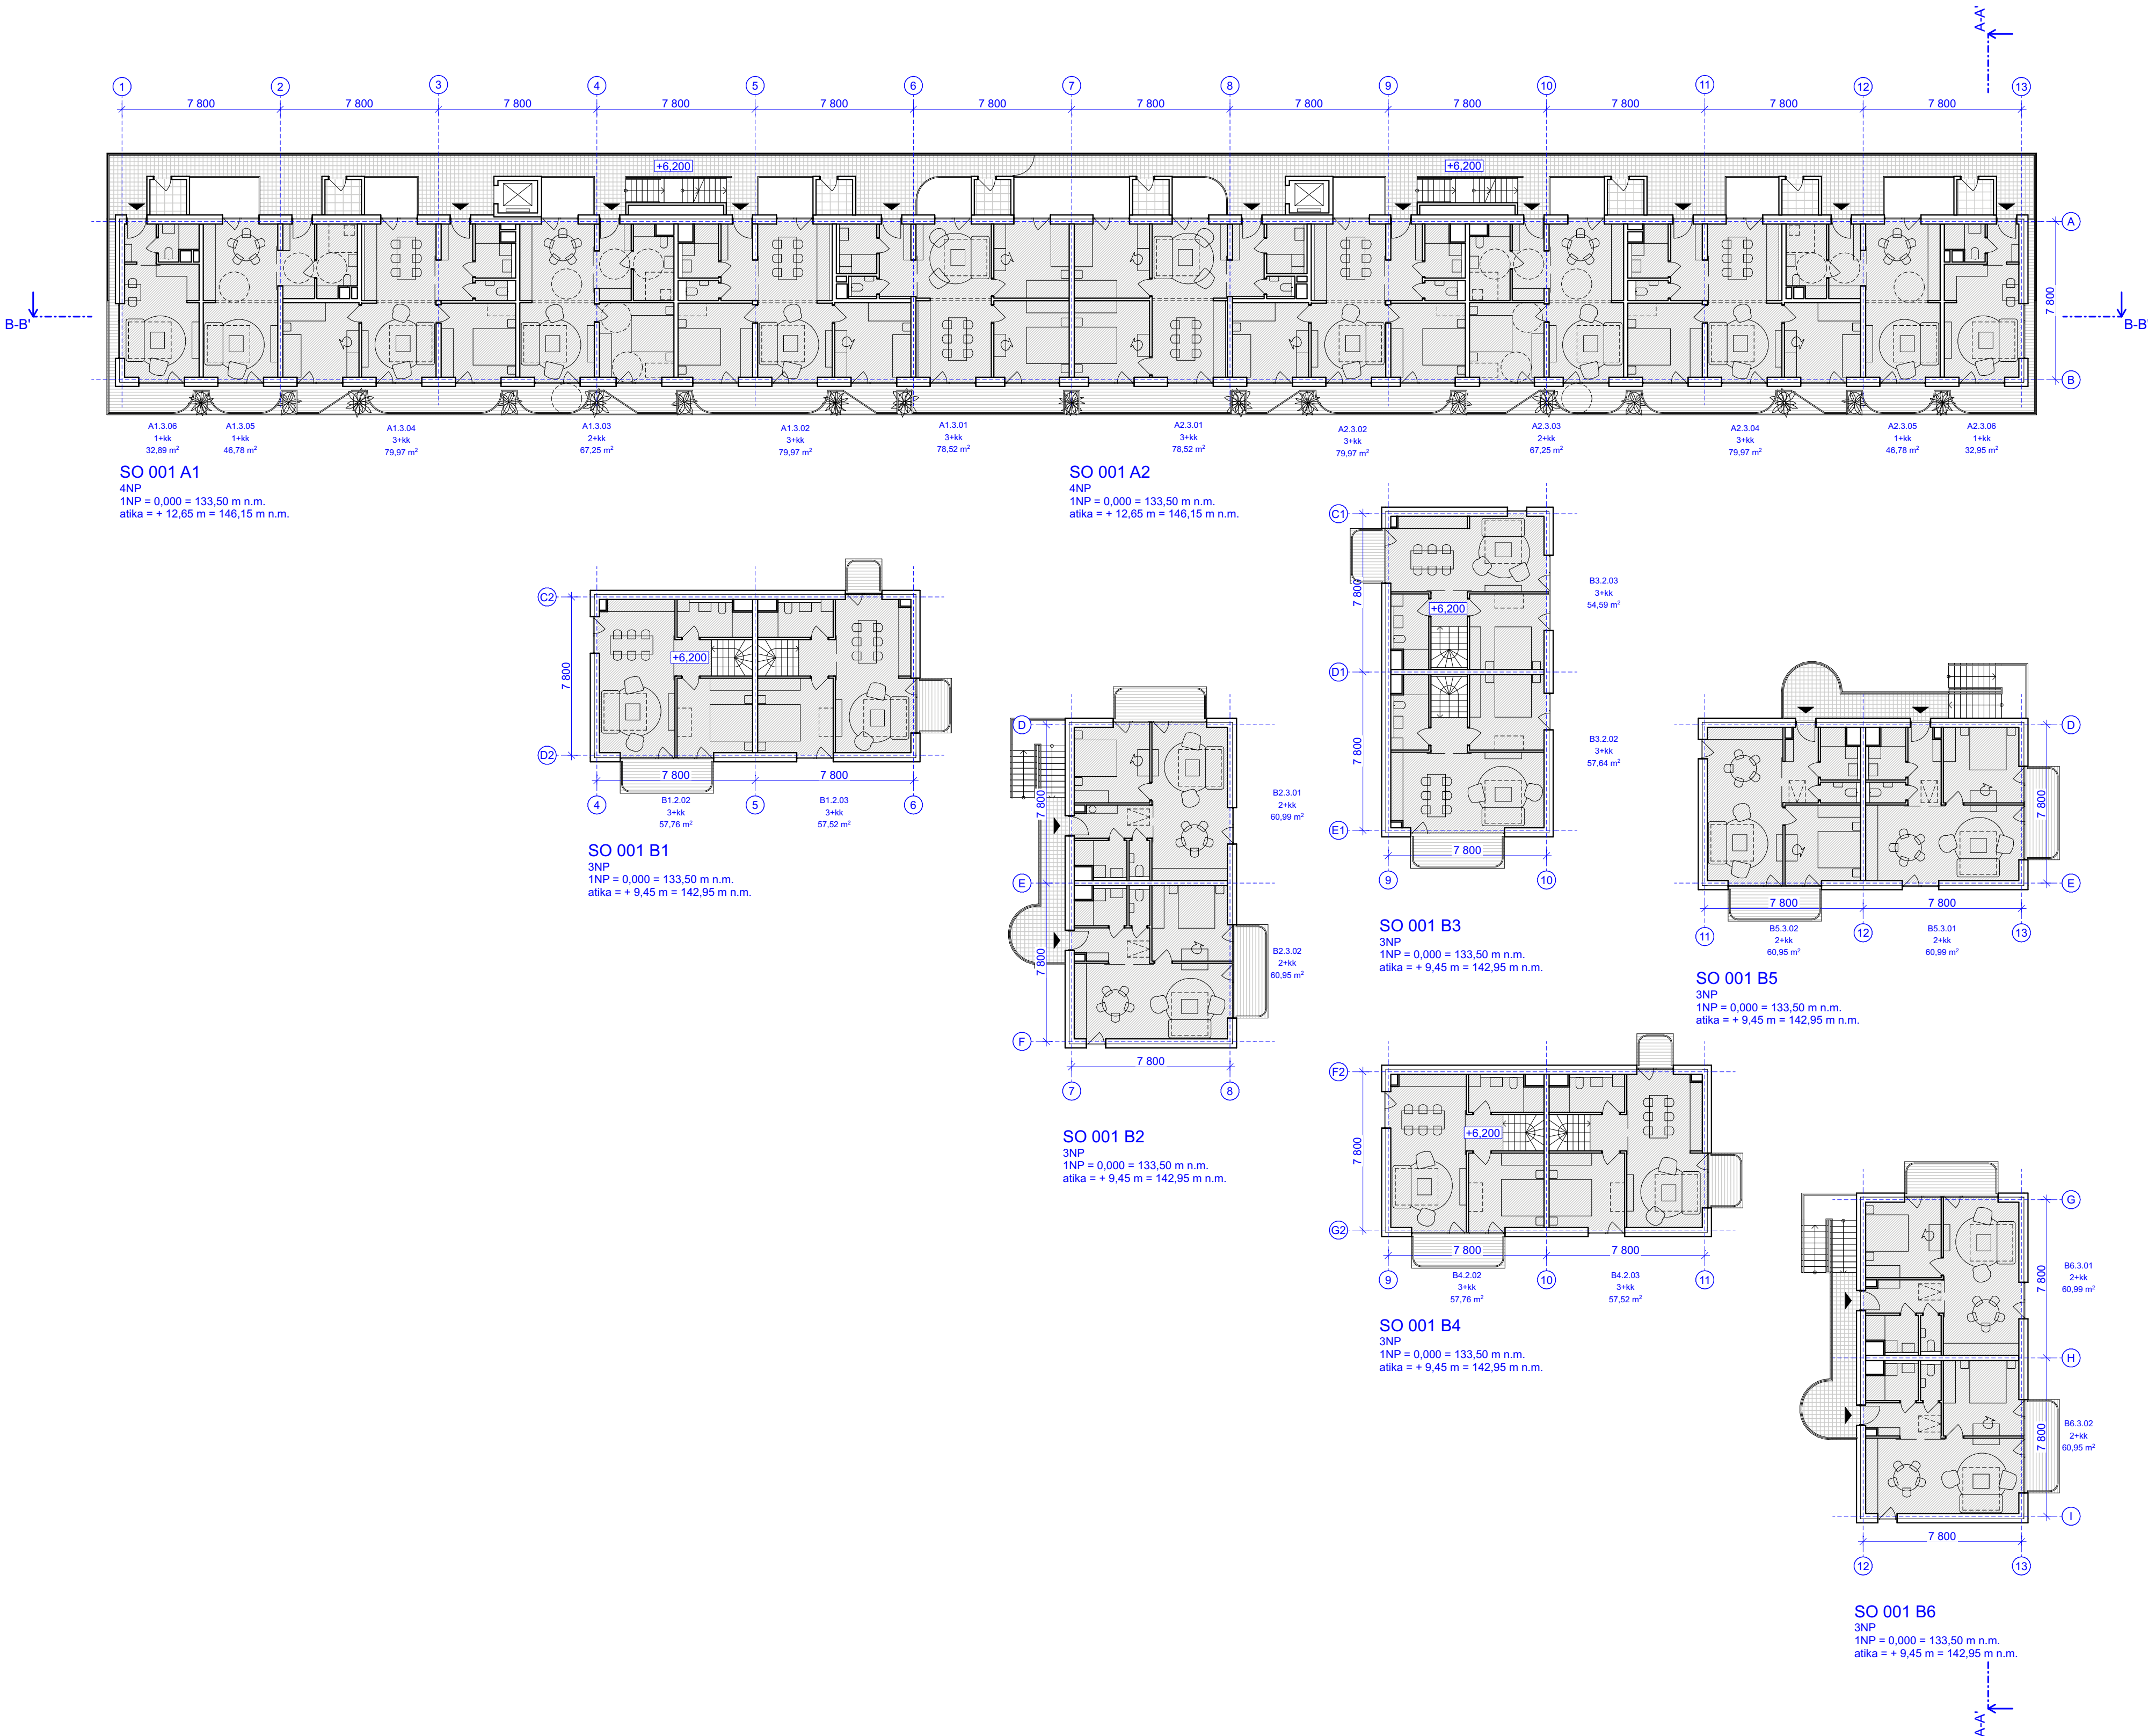 A-A'
1 2 3 4 5 6 7 8 9 10 11 12 13
7 800 7 800 7 800 7 800 7 800 7 800 7 800 7 800 7 800 7 800 7 800 7 800
+6,200 +6,200
A
7 800
B-B' B-B'
B
A1.3.06
1+kk
32,89 m²
A1.3.05
1+kk
46,78 m²
A1.3.04
3+kk
79,97 m²
A1.3.03
2+kk
67,25 m²
A1.3.02
3+kk
79,97 m²
A1.3.01
3+kk
78,52 m²
A2.3.01
3+kk
78,52 m²
A2.3.02
3+kk
79,97 m²
A2.3.03
2+kk
67,25 m²
A2.3.04
3+kk
79,97 m²
A2.3.05
1+kk
46,78 m²
A2.3.06
1+kk
32,95 m²
SO 001 A1
4NP
1NP = 0,000 = 133,50 m n.m.
atika = + 12,65 m = 146,15 m n.m.
SO 001 A2
4NP
1NP = 0,000 = 133,50 m n.m.
atika = + 12,65 m = 146,15 m n.m.
C2
7 800
+6,200
D2
7 800 7 800
4 5 6
B1.2.02
3+kk
57,76 m²
B1.2.03
3+kk
57,52 m²
SO 001 B1
3NP
1NP = 0,000 = 133,50 m n.m.
atika = + 9,45 m = 142,95 m n.m.
D
7 800
B2.3.01
2+kk
60,99 m²
E
7 800
B2.3.02
2+kk
60,95 m²
F
7 800
7 8
SO 001 B2
3NP
1NP = 0,000 = 133,50 m n.m.
atika = + 9,45 m = 142,95 m n.m.
C1
7 800
+6,200
B3.2.03
3+kk
54,59 m²
D1
7 800
B3.2.02
3+kk
57,64 m²
E1
7 800
9 10
SO 001 B3
3NP
1NP = 0,000 = 133,50 m n.m.
atika = + 9,45 m = 142,95 m n.m.
D
7 800
E
7 800 7 800
11 12 13
B5.3.02
2+kk
60,95 m²
B5.3.01
2+kk
60,99 m²
SO 001 B5
3NP
1NP = 0,000 = 133,50 m n.m.
atika = + 9,45 m = 142,95 m n.m.
F2
7 800
+6,200
G2
7 800 7 800
9 10 11
B4.2.02
3+kk
57,76 m²
B4.2.03
3+kk
57,52 m²
SO 001 B4
3NP
1NP = 0,000 = 133,50 m n.m.
atika = + 9,45 m = 142,95 m n.m.
G
7 800
B6.3.01
2+kk
60,99 m²
H
7 800
B6.3.02
2+kk
60,95 m²
I
7 800
12 13
SO 001 B6
3NP
1NP = 0,000 = 133,50 m n.m.
atika = + 9,45 m = 142,95 m n.m.
A-A'